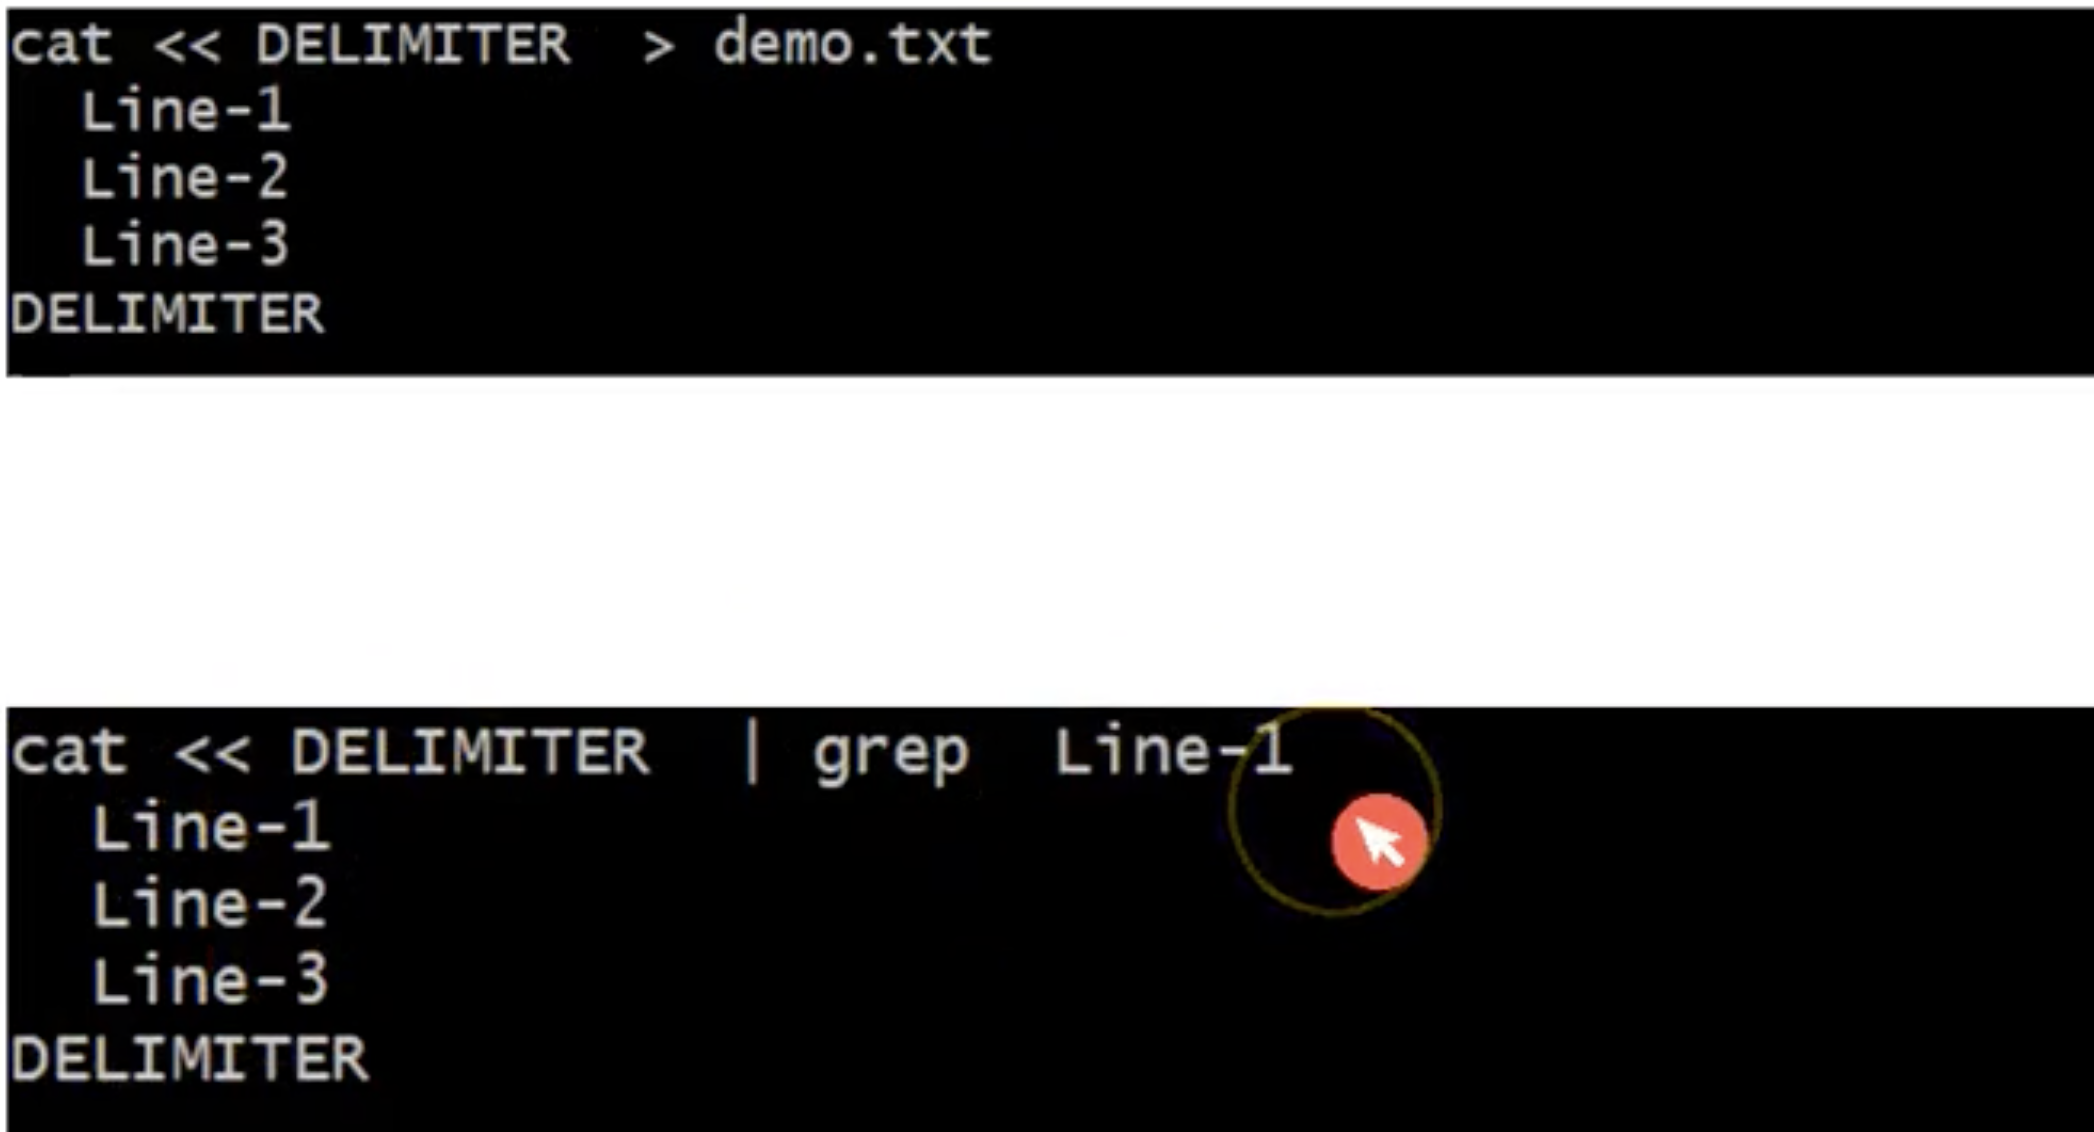 cat << DELIMITER  > demo.txt
  Line-1
  Line-2
  Line-3
DELIMITER
cat << DELIMITER  | grep  Line-1
  Line-1
  Line-2
  Line-3
DELIMITER